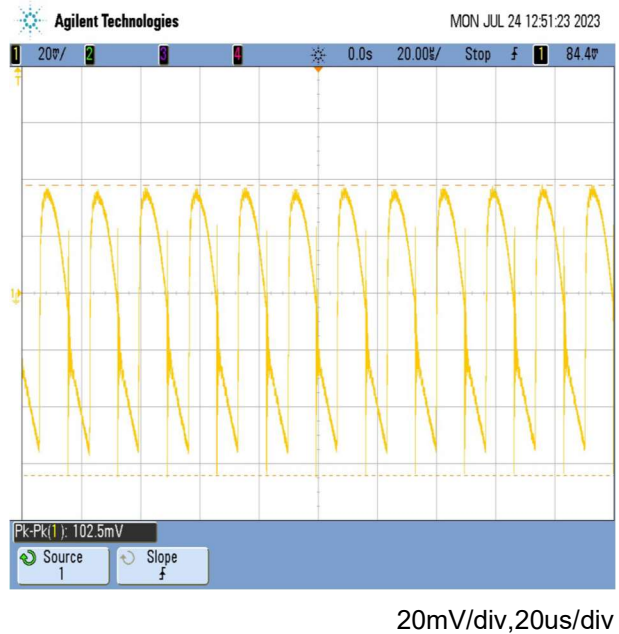 Agilent Technologies MON JUL 24 12:51:23 2023
1 20mV/ 2 3 4 0.0s 20.00us/ Stop 1 84.4mV
T
1
Pk-Pk(1): 102.5mV
Source Slope
1
20mV/div,20us/div